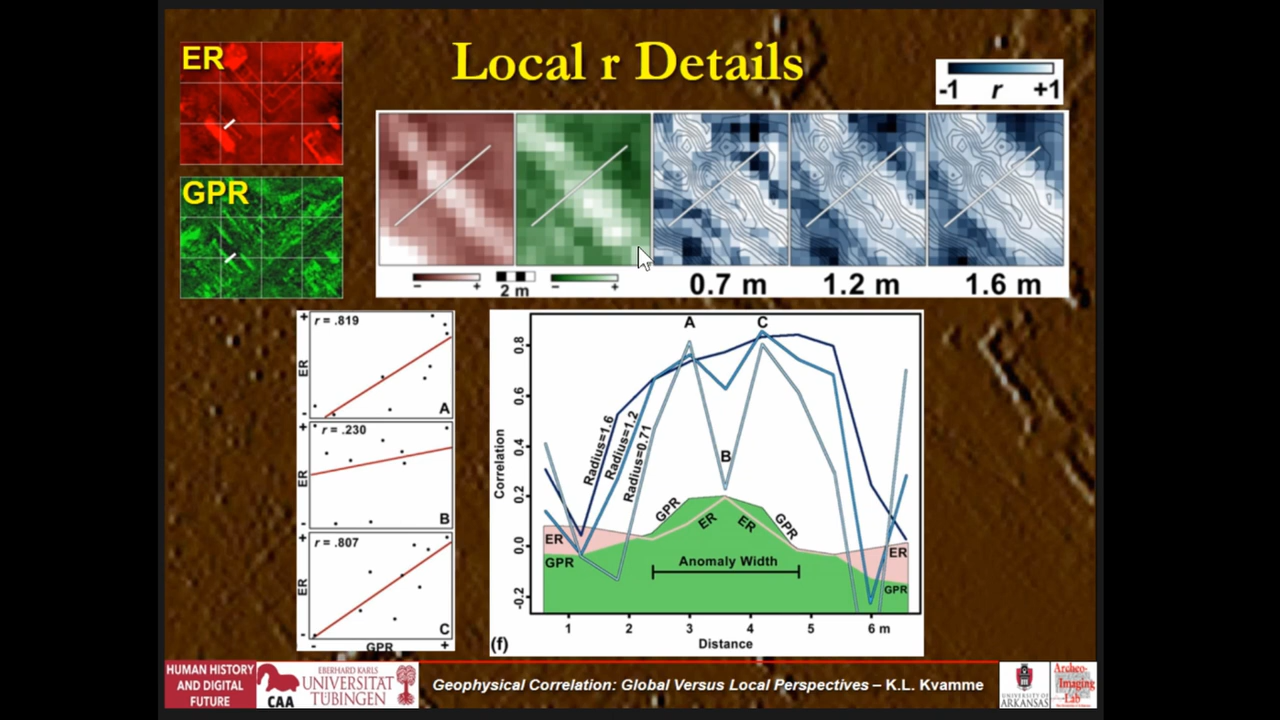 Local r Details
ER
GPR
-1 r +1
- +
2 m
- +
0.7 m
1.2 m
1.6 m
+
r = .819
ER
-
A
+
r = .230
ER
-
B
+
r = .807
ER
-
C
- GPR +
A
C
B
Radius=1.6
Radius=1.2
Radius=0.71
Correlation
0.8
0.6
0.4
0.2
0.0
-0.2
GPR
ER
ER
GPR
ER
GPR
ER
GPR
Anomaly Width
1 2 3 4 5 6 m
Distance
(f)
HUMAN HISTORY
AND DIGITAL
FUTURE
CAA
EBERHARD KARLS
UNIVERSITÄT
TÜBINGEN
Geophysical Correlation: Global Versus Local Perspectives – K.L. Kvamme
UNIVERSITY OF
ARKANSAS
Archeo-
Imaging
Lab